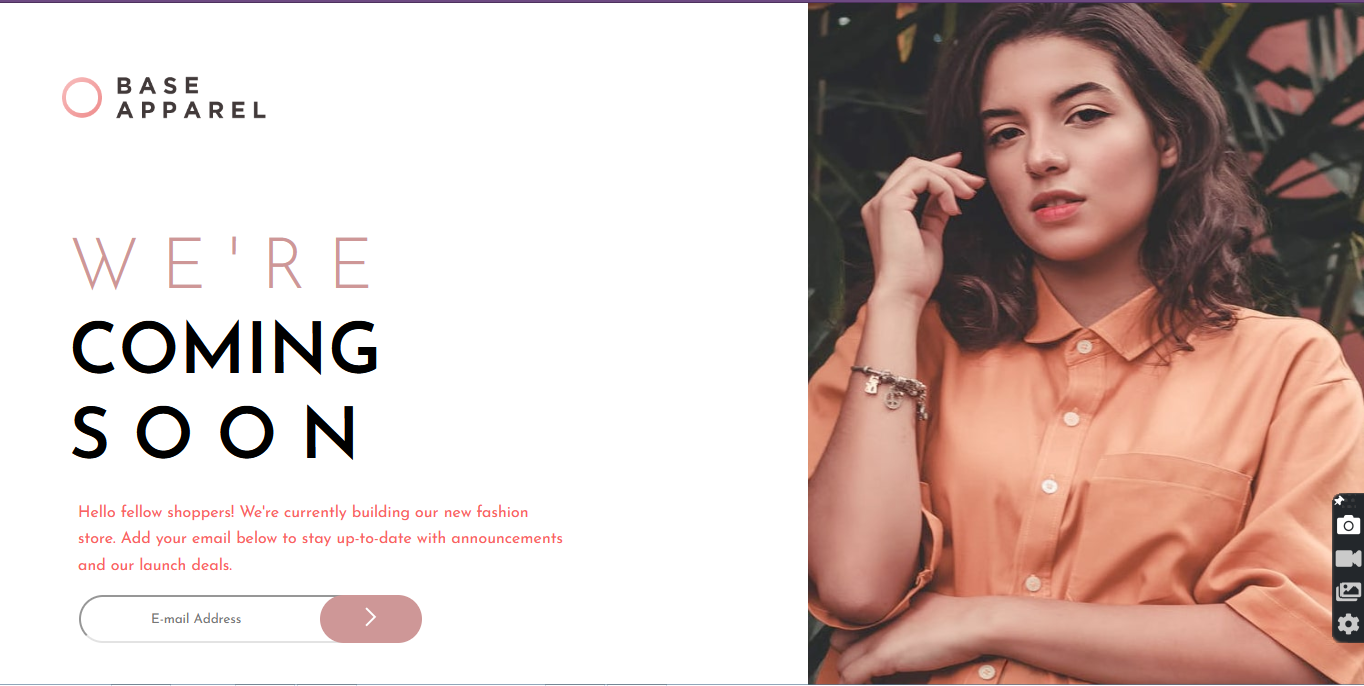 BASE
APPAREL
WE'RE
COMING
SOON
Hello fellow shoppers! We're currently building our new fashion
store. Add your email below to stay up-to-date with announcements
and our launch deals.
E-mail Address